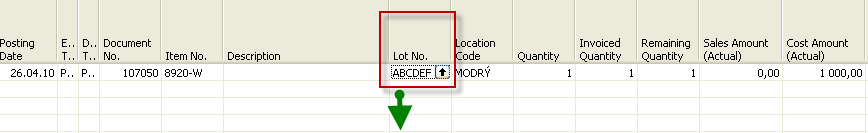 Posting Date E.. T.. D.. T.. Document No. Item No. Description Lot No. Location Code Quantity Invoiced Quantity Remaining Quantity Sales Amount (Actual) Cost Amount (Actual)
26.04.10 P.. P.. 107050 8920-W ABCDEF MODRÝ 1 1 1 0,00 1 000,00